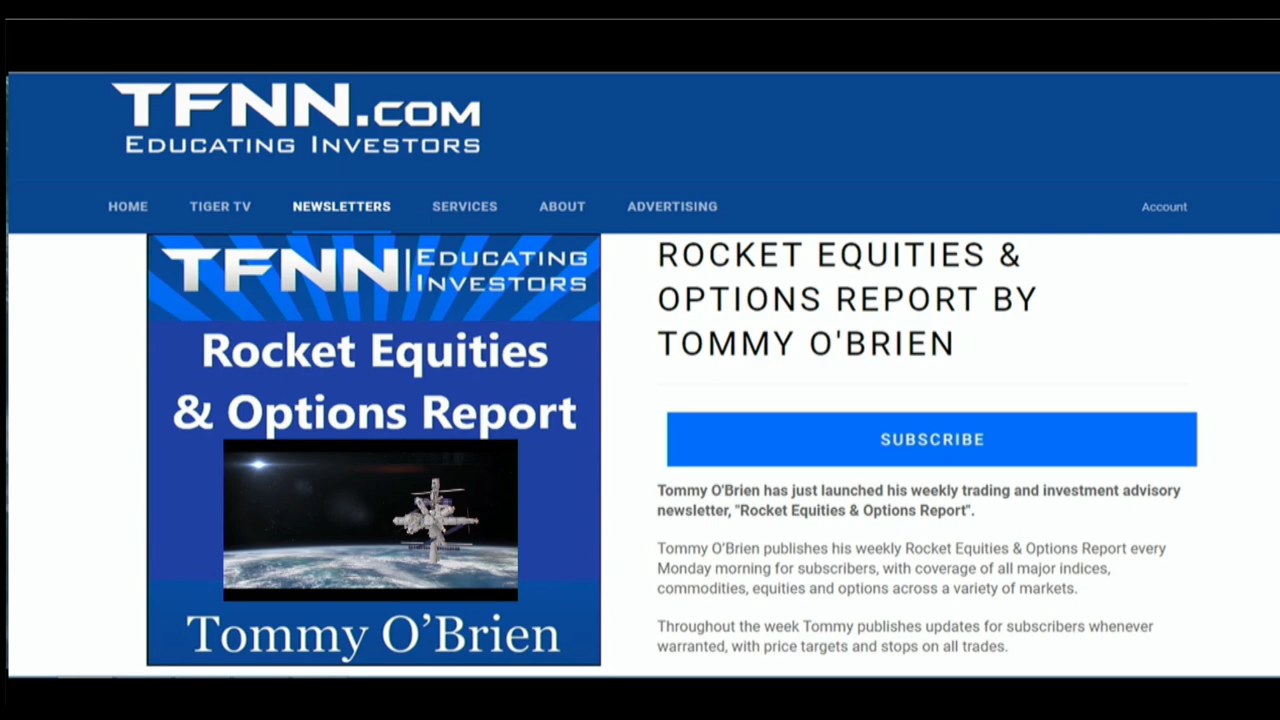 TFNN.COM
EDUCATING INVESTORS
HOME TIGER TV NEWSLETTERS SERVICES ABOUT ADVERTISING Account
TFNN EDUCATING
INVESTORS
Rocket Equities
& Options Report
Tommy O’Brien
ROCKET EQUITIES &
OPTIONS REPORT BY
TOMMY O'BRIEN
SUBSCRIBE
Tommy O'Brien has just launched his weekly trading and investment advisory
newsletter, "Rocket Equities & Options Report".
Tommy O’Brien publishes his weekly Rocket Equities & Options Report every
Monday morning for subscribers, with coverage of all major indices,
commodities, equities and options across a variety of markets.
Throughout the week Tommy publishes updates for subscribers whenever
warranted, with price targets and stops on all trades.